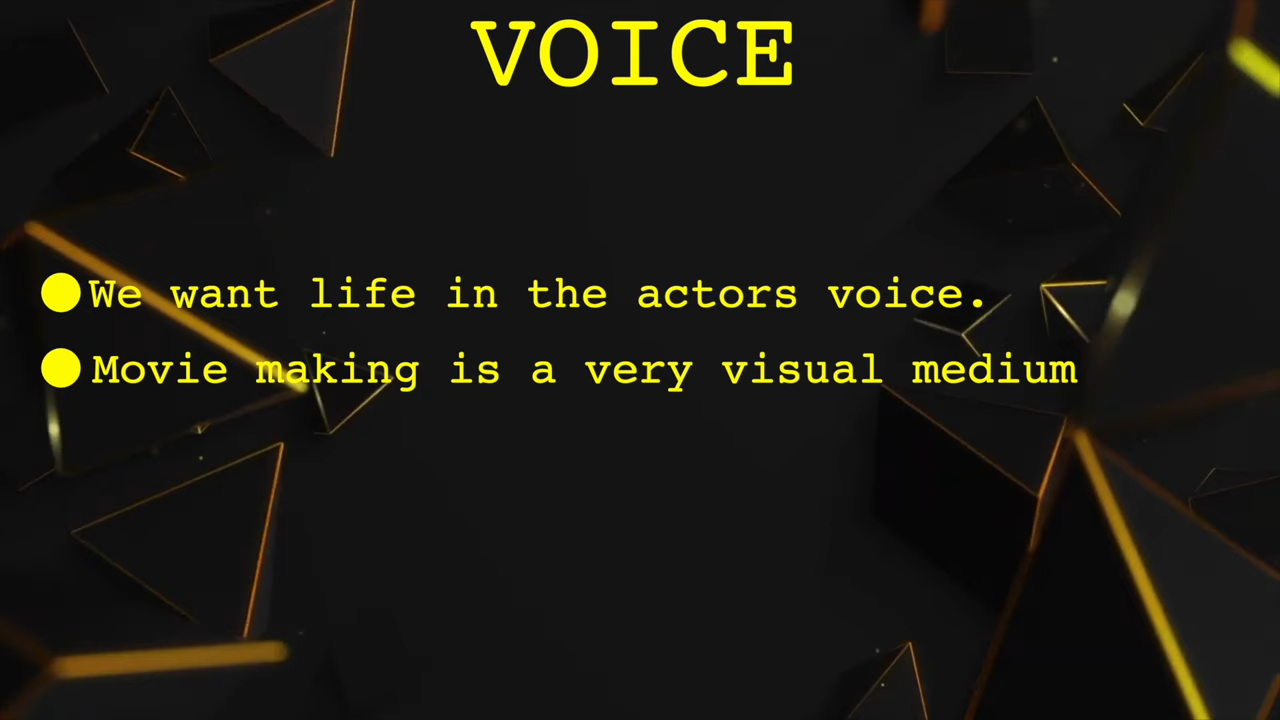 VOICE
We want life in the actors voice.
Movie making is a very visual medium